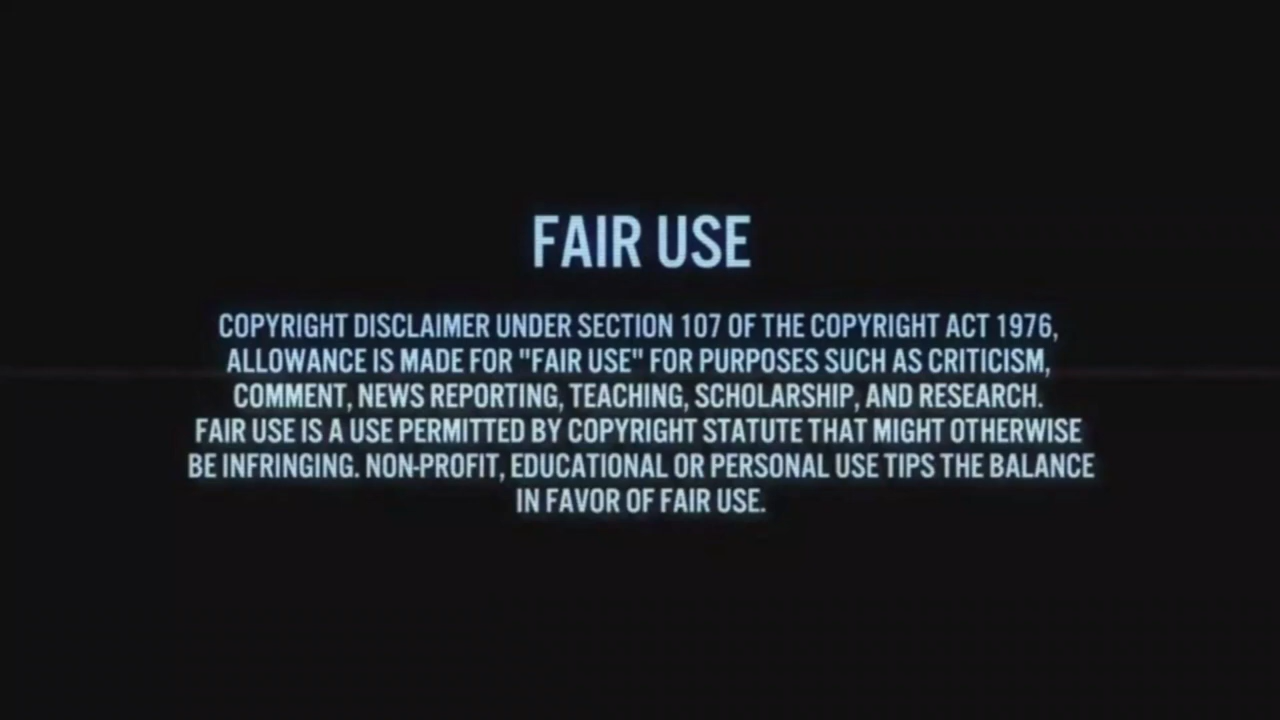 FAIR USE
COPYRIGHT DISCLAIMER UNDER SECTION 107 OF THE COPYRIGHT ACT 1976,
ALLOWANCE IS MADE FOR "FAIR USE" FOR PURPOSES SUCH AS CRITICISM,
COMMENT, NEWS REPORTING, TEACHING, SCHOLARSHIP, AND RESEARCH.
FAIR USE IS A USE PERMITTED BY COPYRIGHT STATUTE THAT MIGHT OTHERWISE
BE INFRINGING. NON-PROFIT, EDUCATIONAL OR PERSONAL USE TIPS THE BALANCE
IN FAVOR OF FAIR USE.